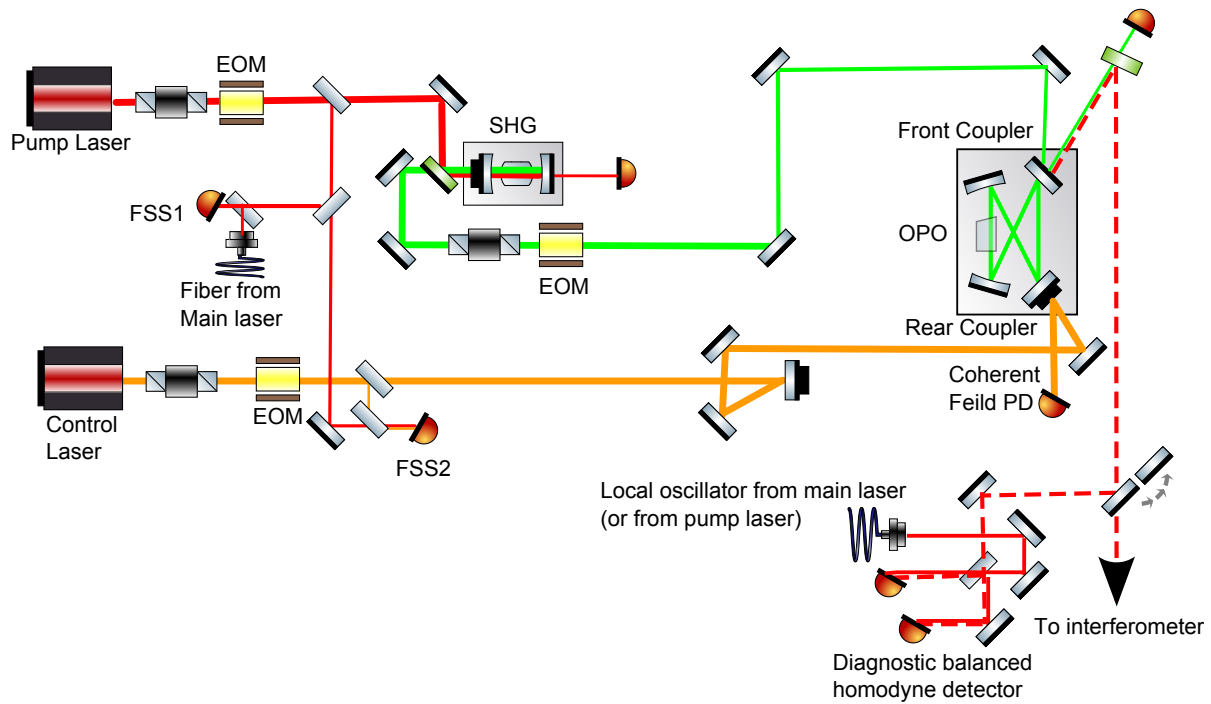 EOM
Pump Laser
SHG
Front Coupler
FSS1
OPO
Fiber from
Main laser
EOM
Rear Coupler
Control
Laser
EOM
Coherent
Feild PD
FSS2
Local oscillator from main laser
(or from pump laser)
To interferometer
Diagnostic balanced
homodyne detector